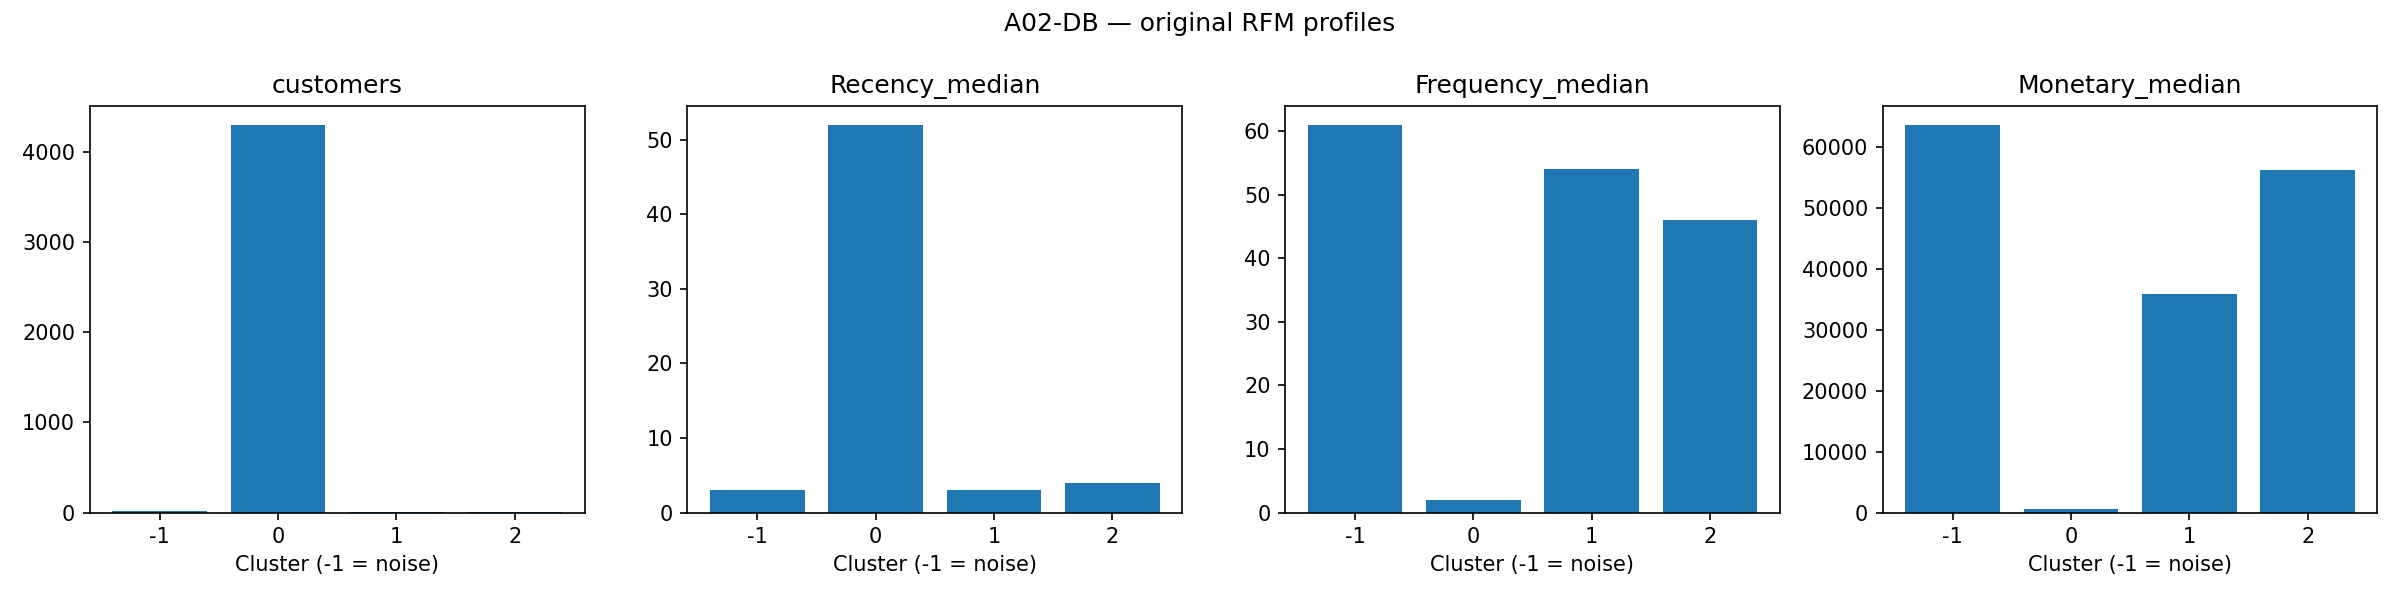 A02-DB — original RFM profiles
customers
4000
3000
2000
1000
0
-1 0 1 2
Cluster (-1 = noise)
Recency_median
50
40
30
20
10
0
-1 0 1 2
Cluster (-1 = noise)
Frequency_median
60
50
40
30
20
10
0
-1 0 1 2
Cluster (-1 = noise)
Monetary_median
60000
50000
40000
30000
20000
10000
0
-1 0 1 2
Cluster (-1 = noise)